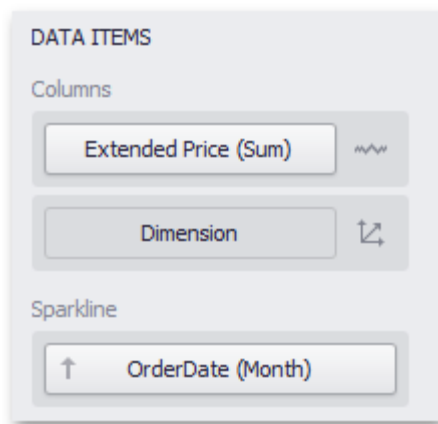 DATA ITEMS
Columns
Extended Price (Sum)
Dimension
Sparkline
OrderDate (Month)